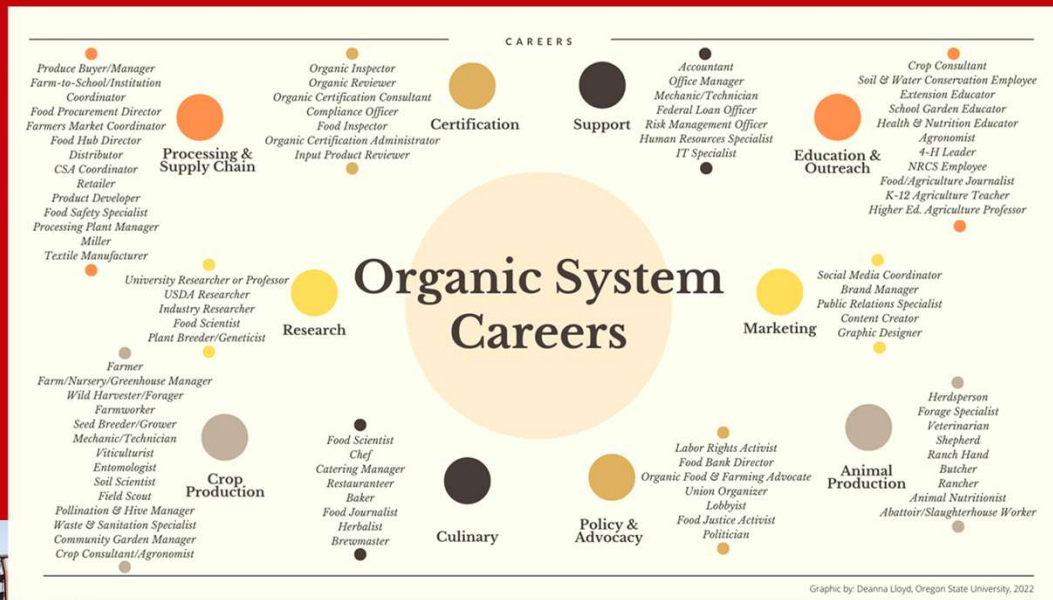 CAREERS
Produce Buyer/Manager
Farm-to-School/Institution
Coordinator
Food Procurement Director
Farmers Market Coordinator
Food Hub Director
Distributor
CSA Coordinator
Retailer
Product Developer
Food Safety Specialist
Processing Plant Manager
Miller
Textile Manufacturer
Processing &
Supply Chain
Organic Inspector
Organic Reviewer
Organic Certification Consultant
Compliance Officer
Food Inspector
Organic Certification Administrator
Input Product Reviewer
Certification
Support
Accountant
Office Manager
Mechanic/Technician
Federal Loan Officer
Risk Management Officer
Human Resources Specialist
IT Specialist
Education &
Outreach
Crop Consultant
Soil & Water Conservation Employee
Extension Educator
School Garden Educator
Health & Nutrition Educator
Agronomist
4-H Leader
NRCS Employee
Food/Agriculture Journalist
K-12 Agriculture Teacher
Higher Ed. Agriculture Professor
University Researcher or Professor
USDA Researcher
Industry Researcher
Food Scientist
Plant Breeder/Geneticist
Research
Organic System
Careers
Marketing
Social Media Coordinator
Brand Manager
Public Relations Specialist
Content Creator
Graphic Designer
Farmer
Farm/Nursery/Greenhouse Manager
Wild Harvester/Forager
Farmworker
Seed Breeder/Grower
Mechanic/Technician
Viticulturist
Entomologist
Soil Scientist
Field Scout
Pollination & Hive Manager
Waste & Sanitation Specialist
Community Garden Manager
Crop Consultant/Agronomist
Crop
Production
Food Scientist
Chef
Catering Manager
Restauranteer
Baker
Food Journalist
Herbalist
Brewmaster
Culinary
Policy &
Advocacy
Labor Rights Activist
Food Bank Director
Organic Food & Farming Advocate
Union Organizer
Lobbyist
Food Justice Activist
Politician
Animal
Production
Herdsperson
Forage Specialist
Veterinarian
Shepherd
Ranch Hand
Butcher
Rancher
Animal Nutritionist
Abattoir/Slaughterhouse Worker
Graphic by: Deanna Lloyd, Oregon State University, 2022